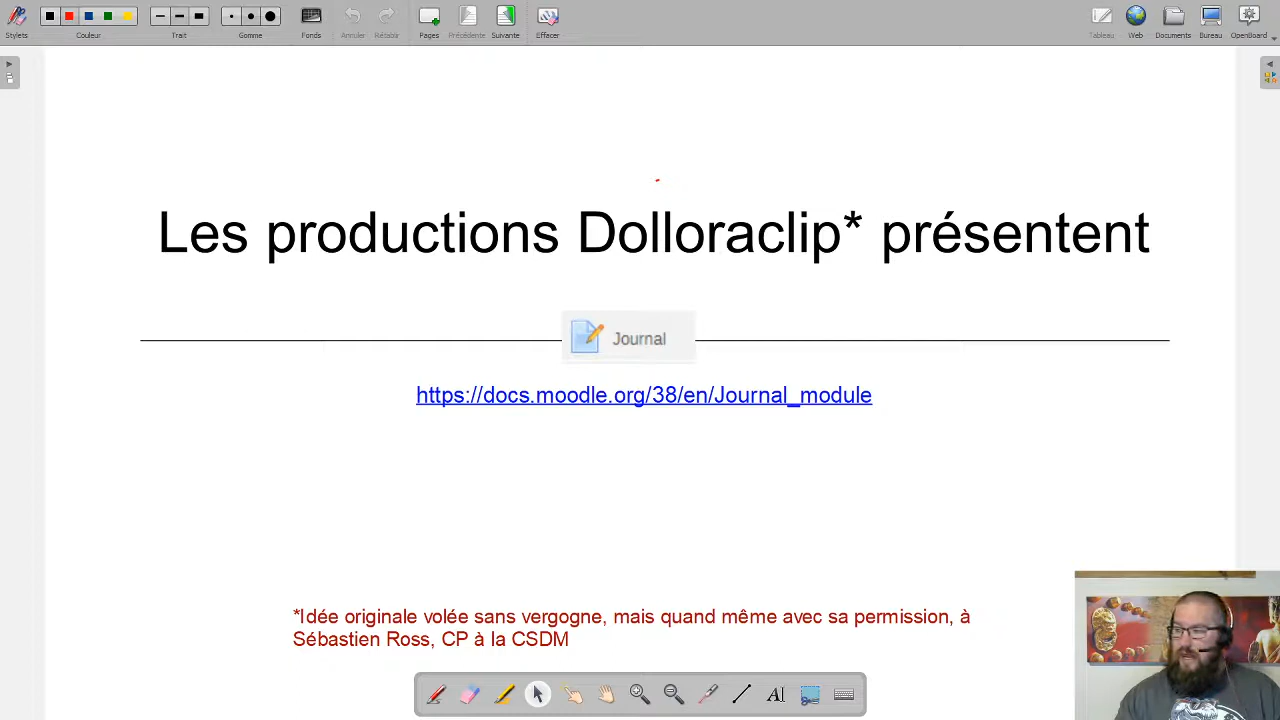 Stylets Couleur Trait Gomme Fonds Annuler Rétablir Pages Précédente Suivante Effacer Tableau Web Documents Bureau OpenBoard
Les productions Dolloraclip* présentent
Journal
https://docs.moodle.org/38/en/Journal_module
*Idée originale volée sans vergogne, mais quand même avec sa permission, à
Sébastien Ross, CP à la CSDM
AI